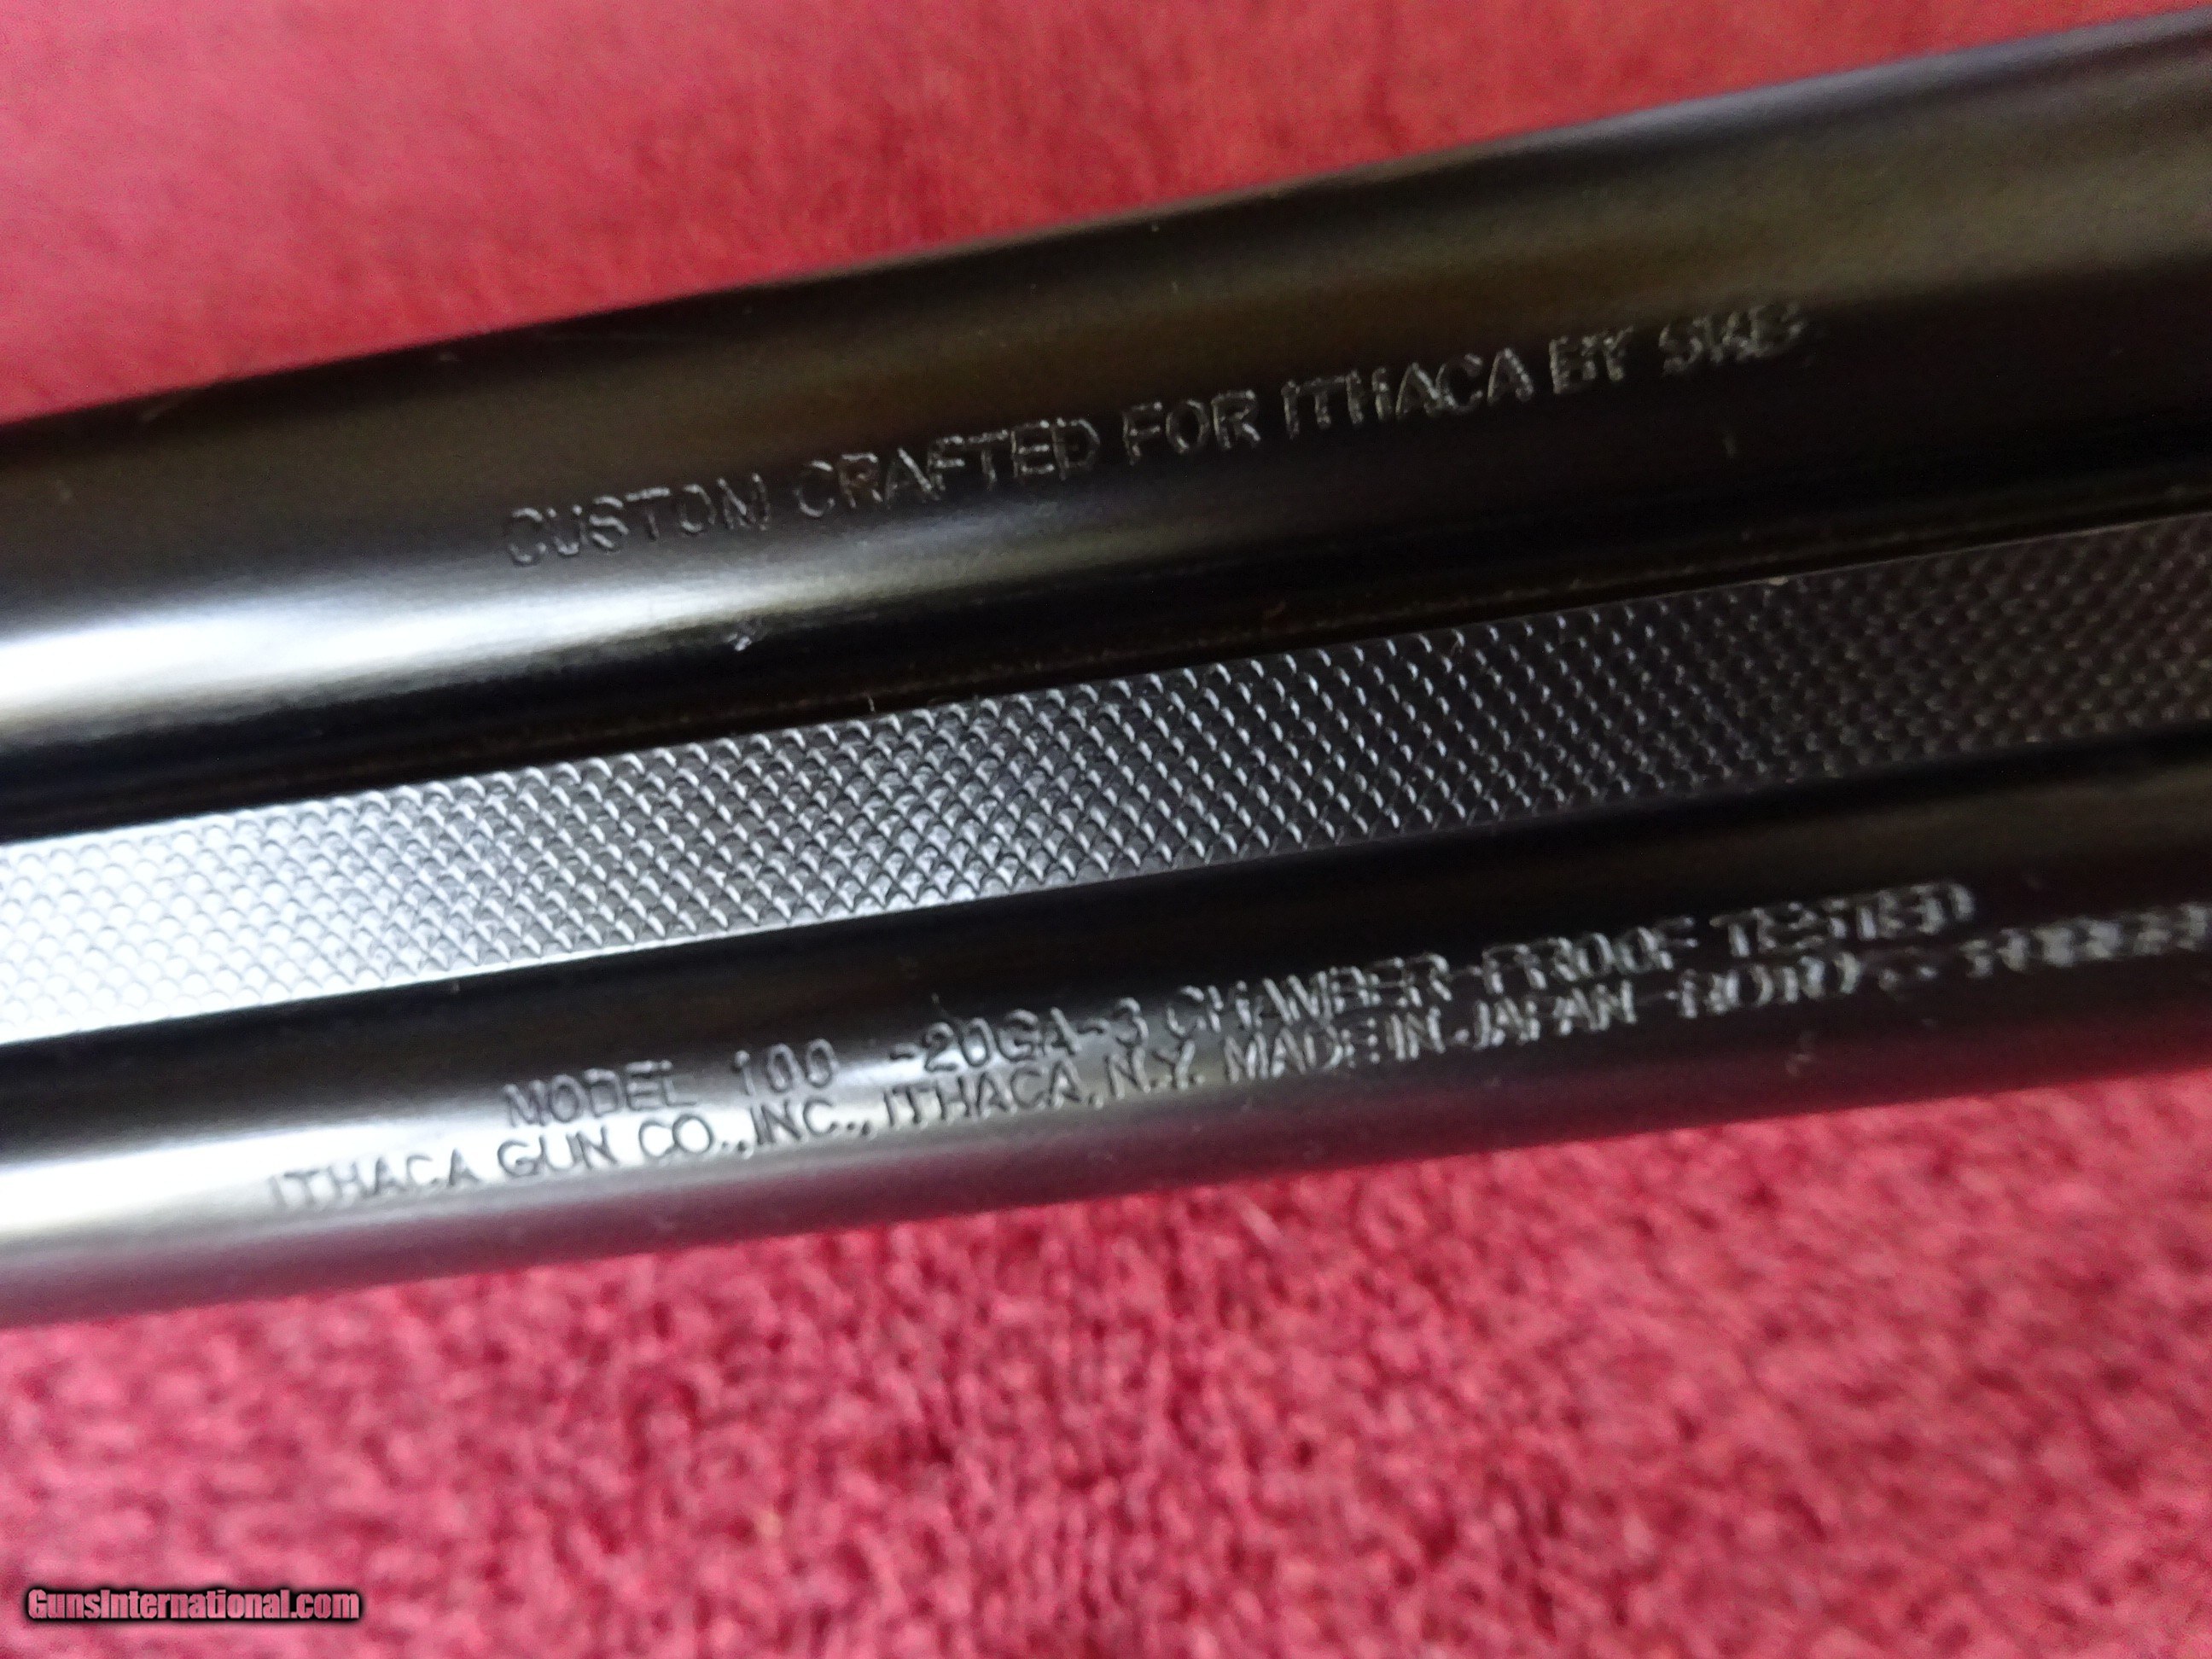 CUSTOM CRAFTED FOR ITHACA BY SKB
MODEL 100 -20GA-3 CHAMBER-PROOF TESTED
ITHACA GUN CO., INC., ITHACA, N.Y. MADE IN JAPAN-BORD
GunsInternational.com